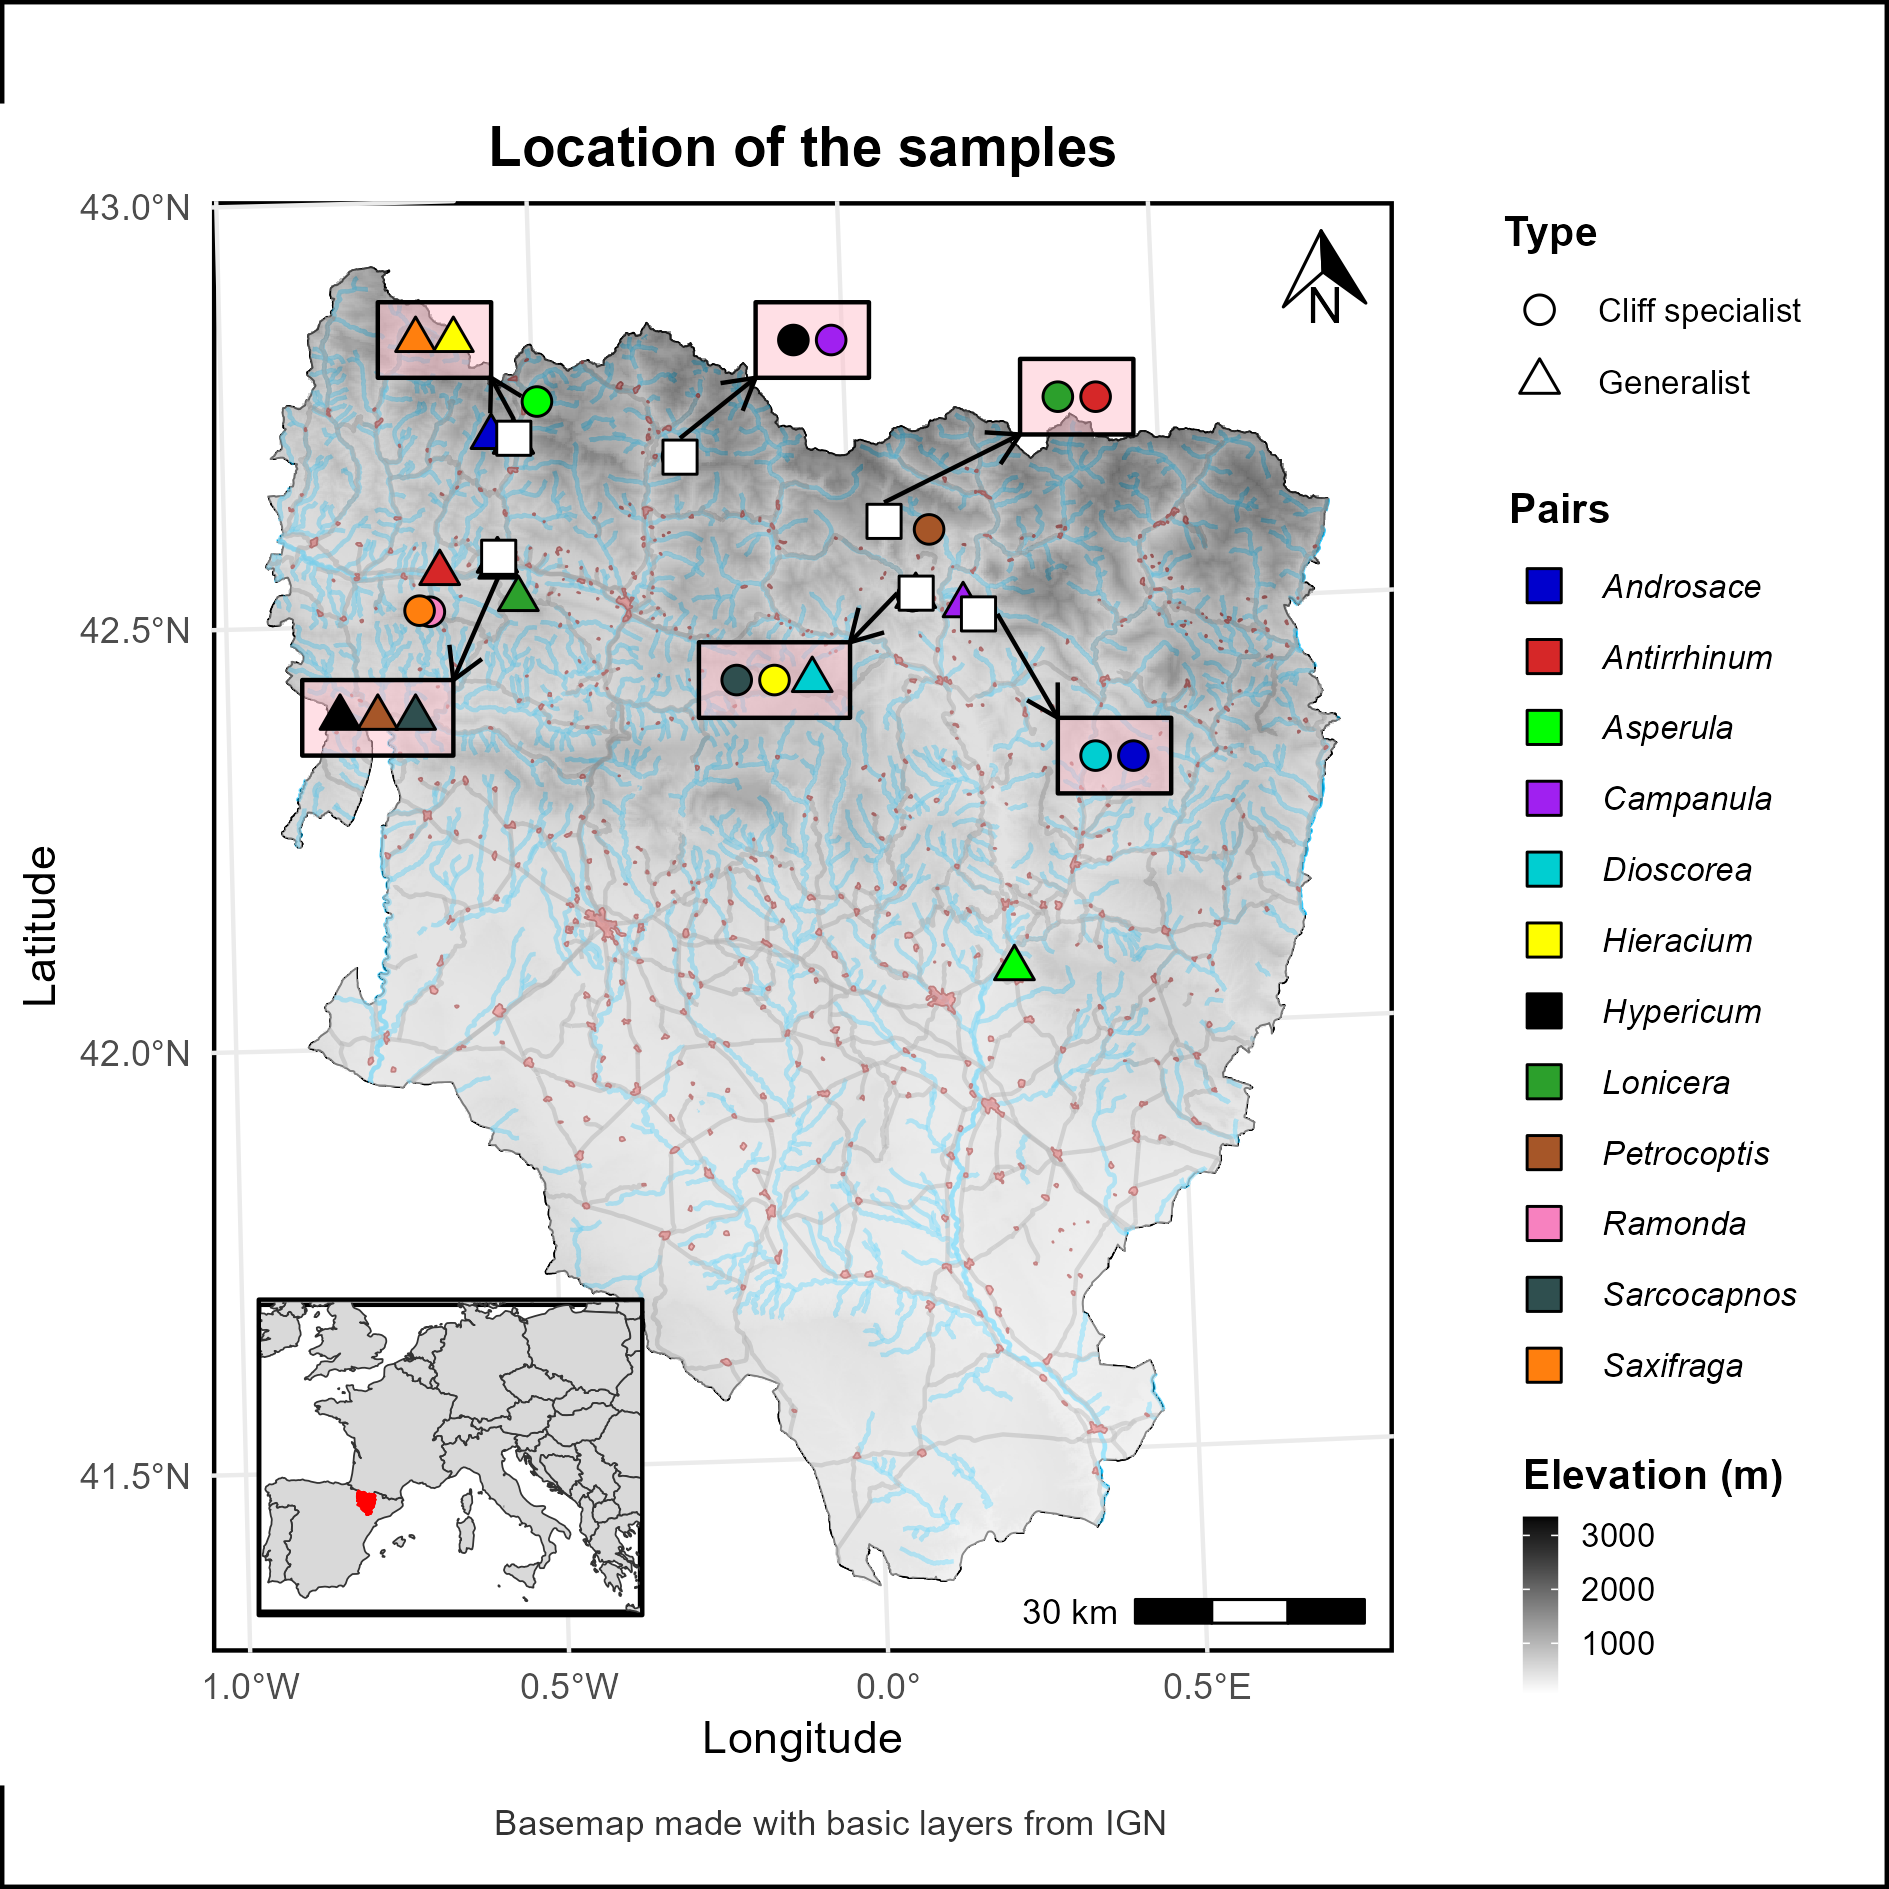 Location of the samples
43.0°N
42.5°N
42.0°N
41.5°N
Latitude
N
30 km
1.0°W
0.5°W
0.0°
0.5°E
Longitude
Basemap made with basic layers from IGN
Type
Cliff specialist
Generalist
Pairs
Androsace
Antirrhinum
Asperula
Campanula
Dioscorea
Hieracium
Hypericum
Lonicera
Petrocoptis
Ramonda
Sarcocapnos
Saxifraga
Elevation (m)
3000
2000
1000